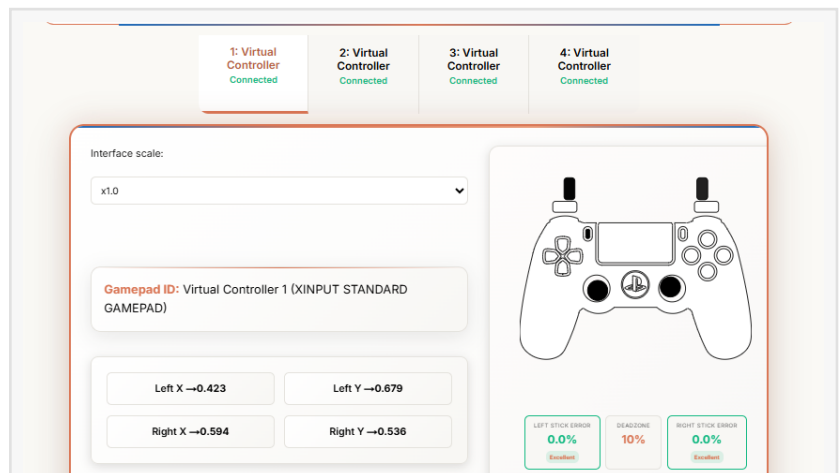 1: Virtual
Controller
Connected
2: Virtual
Controller
Connected
3: Virtual
Controller
Connected
4: Virtual
Controller
Connected
Interface scale:
x1.0
Gamepad ID: Virtual Controller 1 (XINPUT STANDARD
GAMEPAD)
Left X →0.423
Left Y →0.679
Right X →0.594
Right Y →0.536
LEFT STICK ERROR
0.0%
Excellent
DEADZONE
10%
RIGHT STICK ERROR
0.0%
Excellent